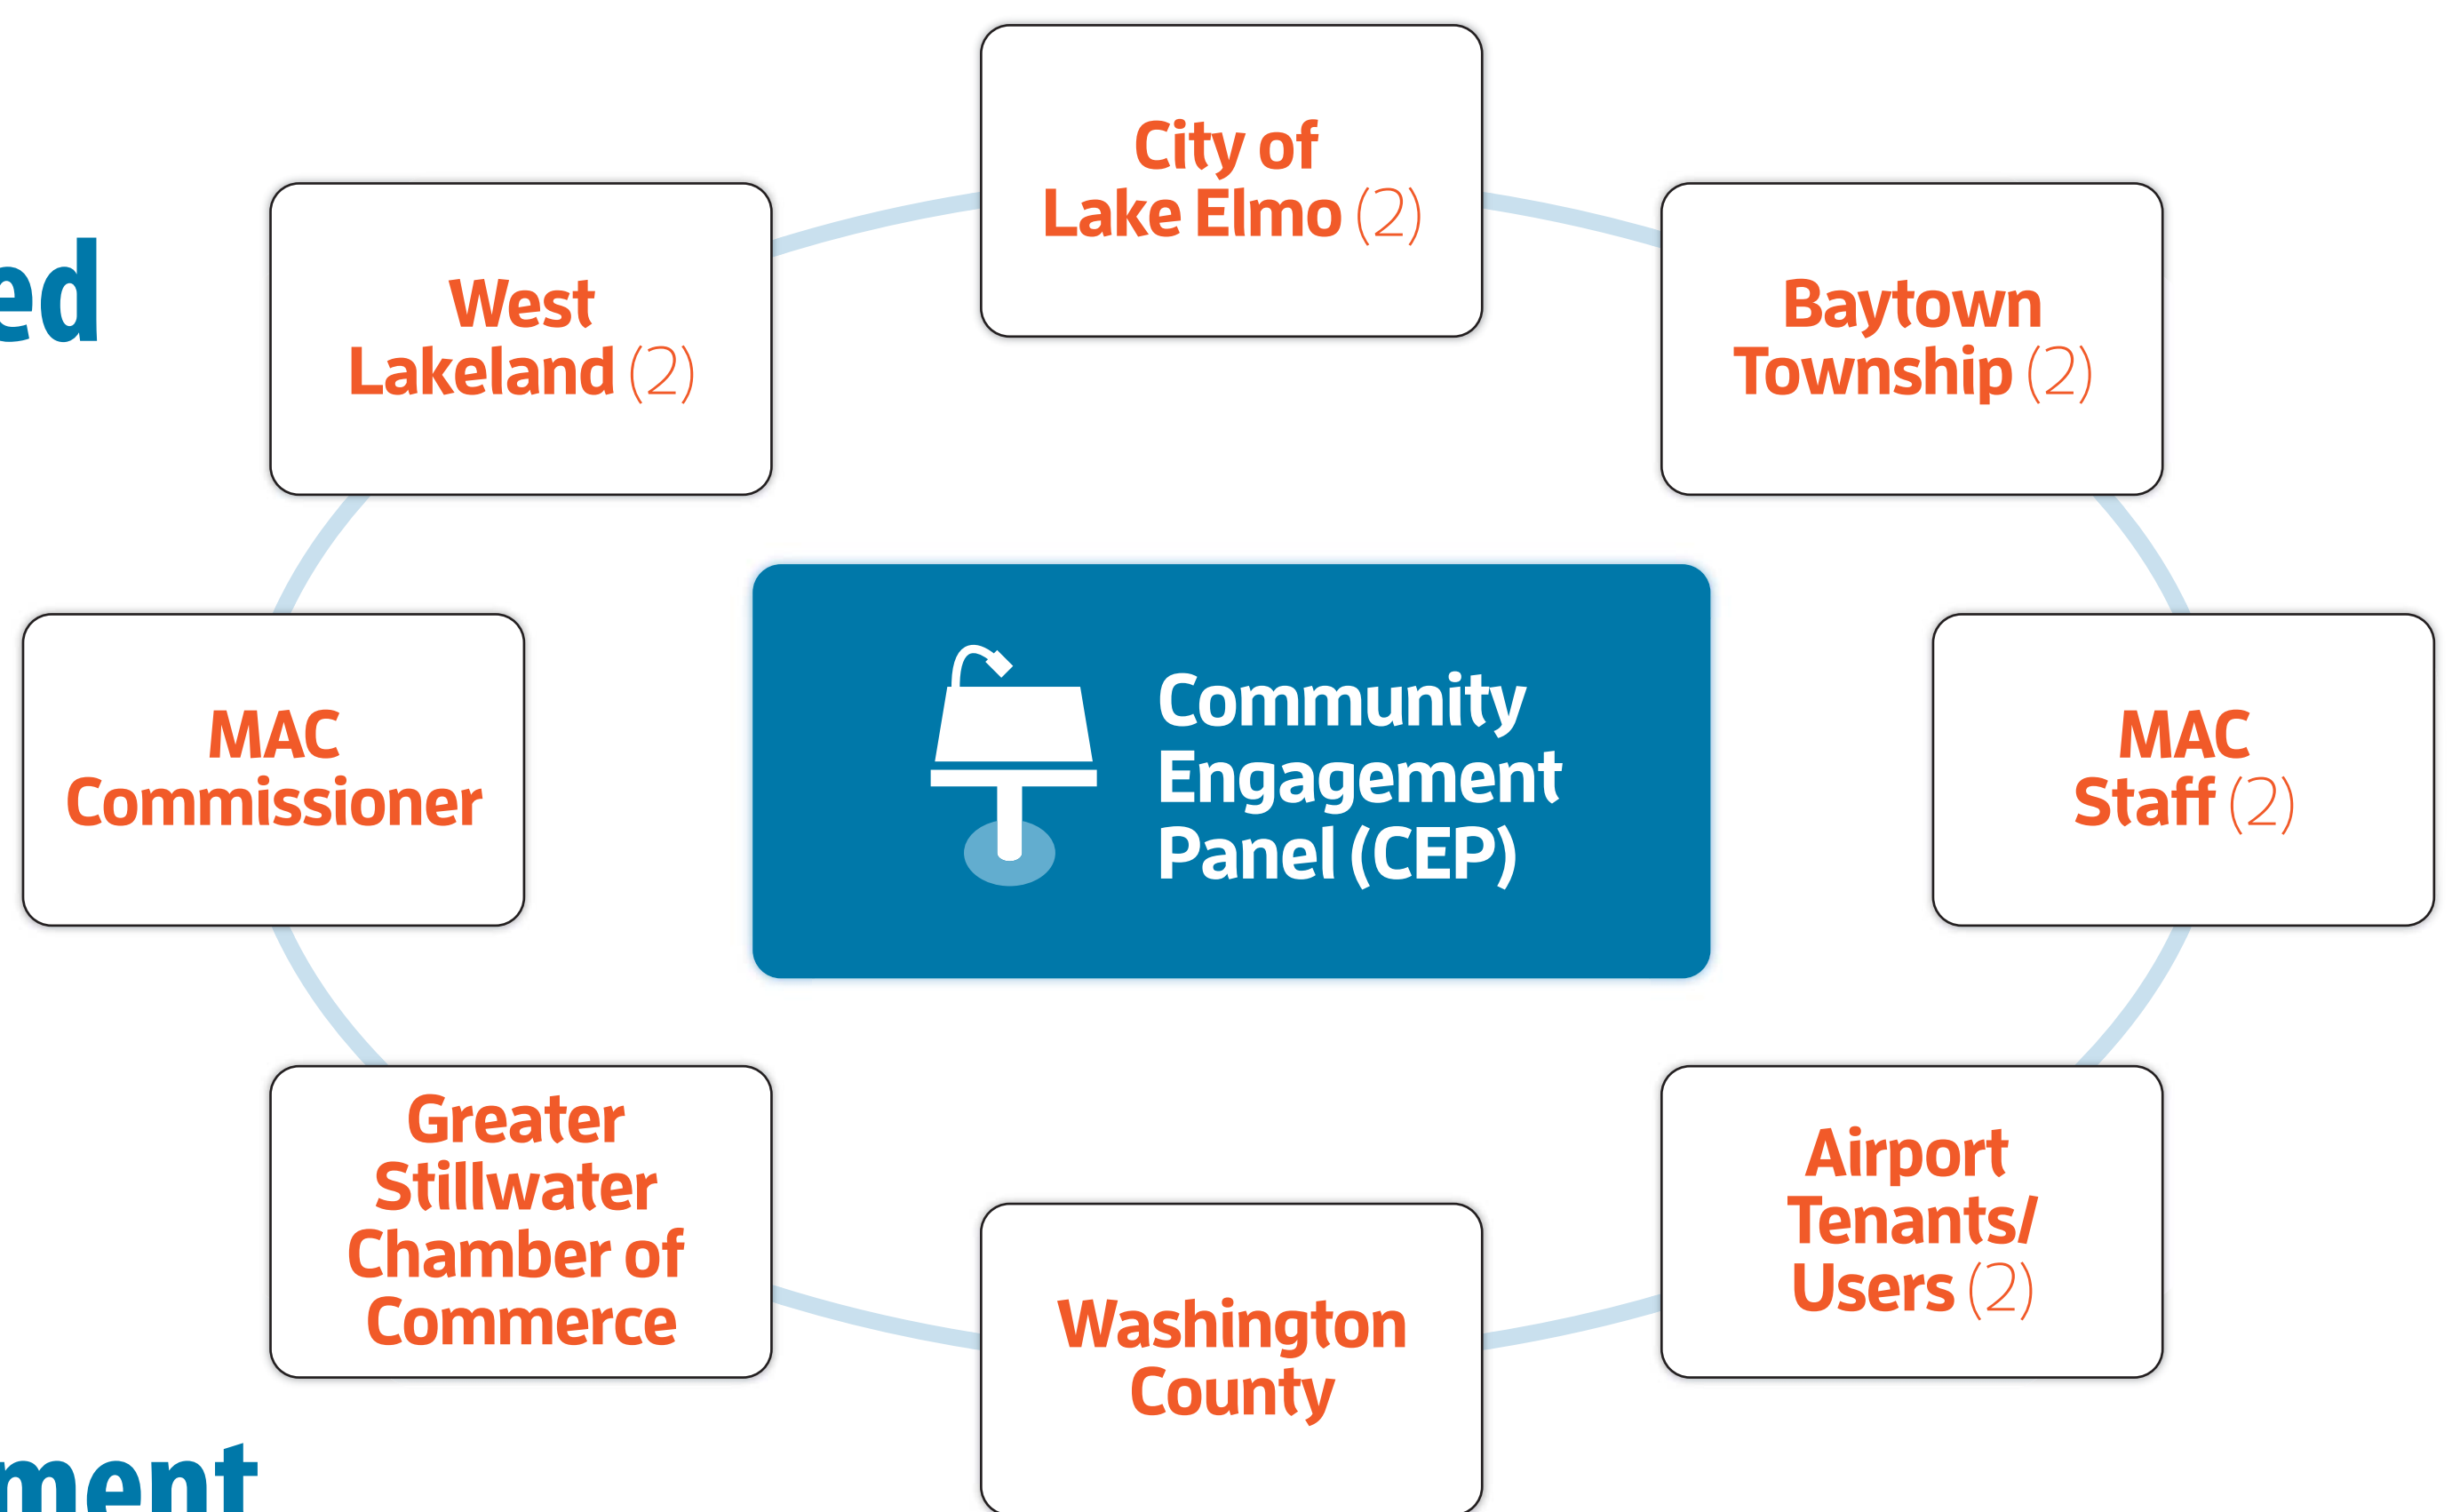 City of
Lake Elmo (2)
West
Lakeland (2)
Baytown
Township (2)
MAC
Commissioner
Community
Engagement
Panel (CEP)
MAC
Staff (2)
Greater
Stillwater
Chamber of
Commerce
Airport
Tenants/
Users (2)
Washington
County
ed
ment